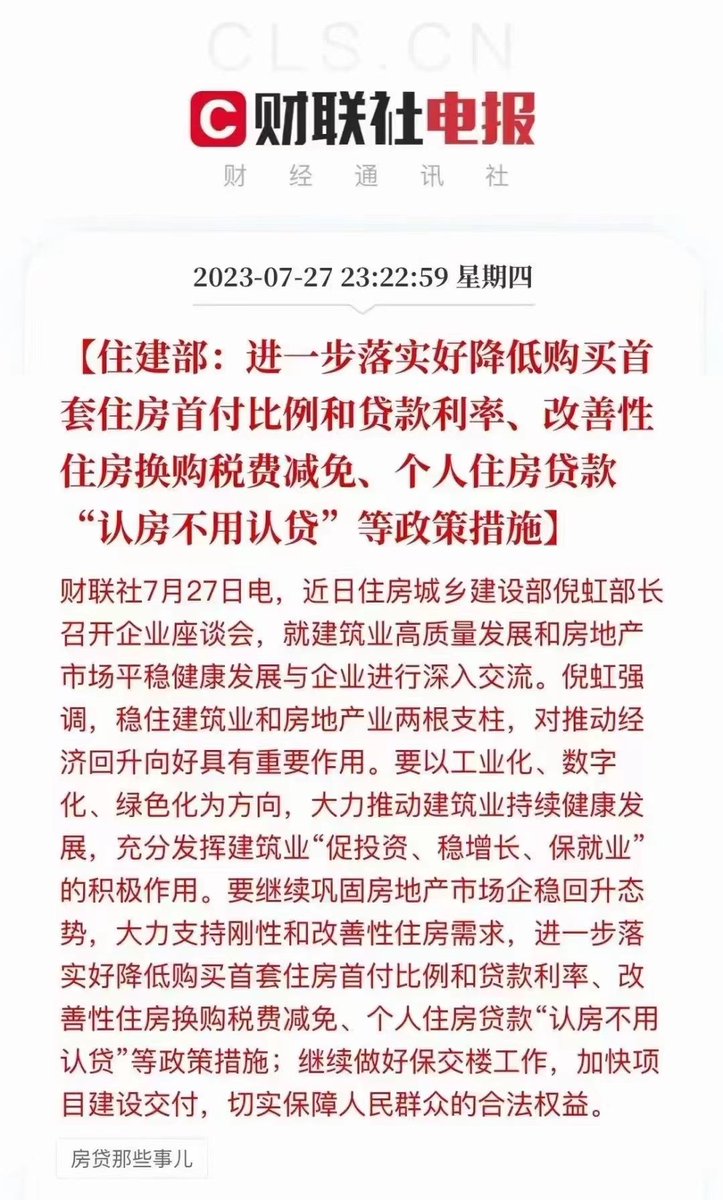 CLS.CN
C 财联社电报
财经通讯社
2023-07-27 23:22:59 星期四
【住建部：进一步落实好降低购买首
套住房首付比例和贷款利率、改善性
住房换购税费减免、个人住房贷款
“认房不用认贷”等政策措施】
财联社7月27日电，近日住房城乡建设部倪虹部长
召开企业座谈会，就建筑业高质量发展和房地产
市场平稳健康发展与企业进行深入交流。倪虹强
调，稳住建筑业和房地产业两根支柱，对推动经
济回升向好具有重要作用。要以工业化、数字
化、绿色化为方向，大力推动建筑业持续健康发
展，充分发挥建筑业“促投资、稳增长、保就业”
的积极作用。要继续巩固房地产市场企稳回升态
势，大力支持刚性和改善性住房需求，进一步落
实好降低购买首套住房首付比例和贷款利率、改
善性住房换购税费减免、个人住房贷款“认房不用
认贷”等政策措施；继续做好保交楼工作，加快项
目建设交付，切实保障人民群众的合法权益。
房贷那些事儿